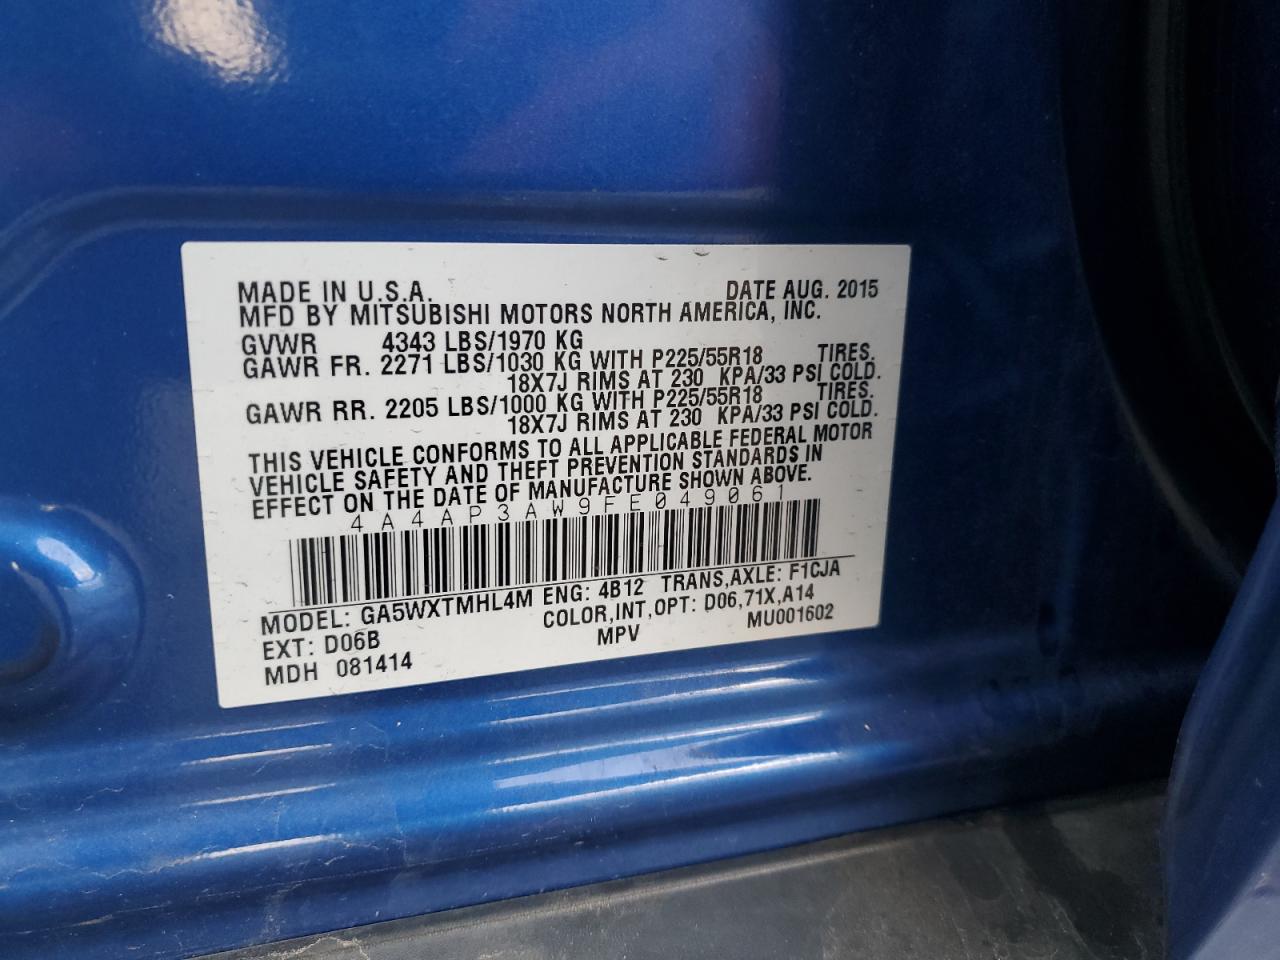 MADE IN U.S.A. DATE AUG. 2015
MFD BY MITSUBISHI MOTORS NORTH AMERICA, INC.
GVWR 4343 LBS/1970 KG
GAWR FR. 2271 LBS/1030 KG WITH P225/55R18 TIRES.
18X7J RIMS AT 230 KPA/33 PSI COLD.
GAWR RR. 2205 LBS/1000 KG WITH P225/55R18 TIRES.
18X7J RIMS AT 230 KPA/33 PSI COLD.
THIS VEHICLE CONFORMS TO ALL APPLICABLE FEDERAL MOTOR
VEHICLE SAFETY AND THEFT PREVENTION STANDARDS IN
EFFECT ON THE DATE OF MANUFACTURE SHOWN ABOVE.
4A4AP3AW9FE049061
MODEL: GA5WXTMHL4M ENG: 4B12 TRANS,AXLE: F1CJA
EXT: D06B COLOR,INT,OPT: D06,71X,A14
MDH 081414 MPV MU001602